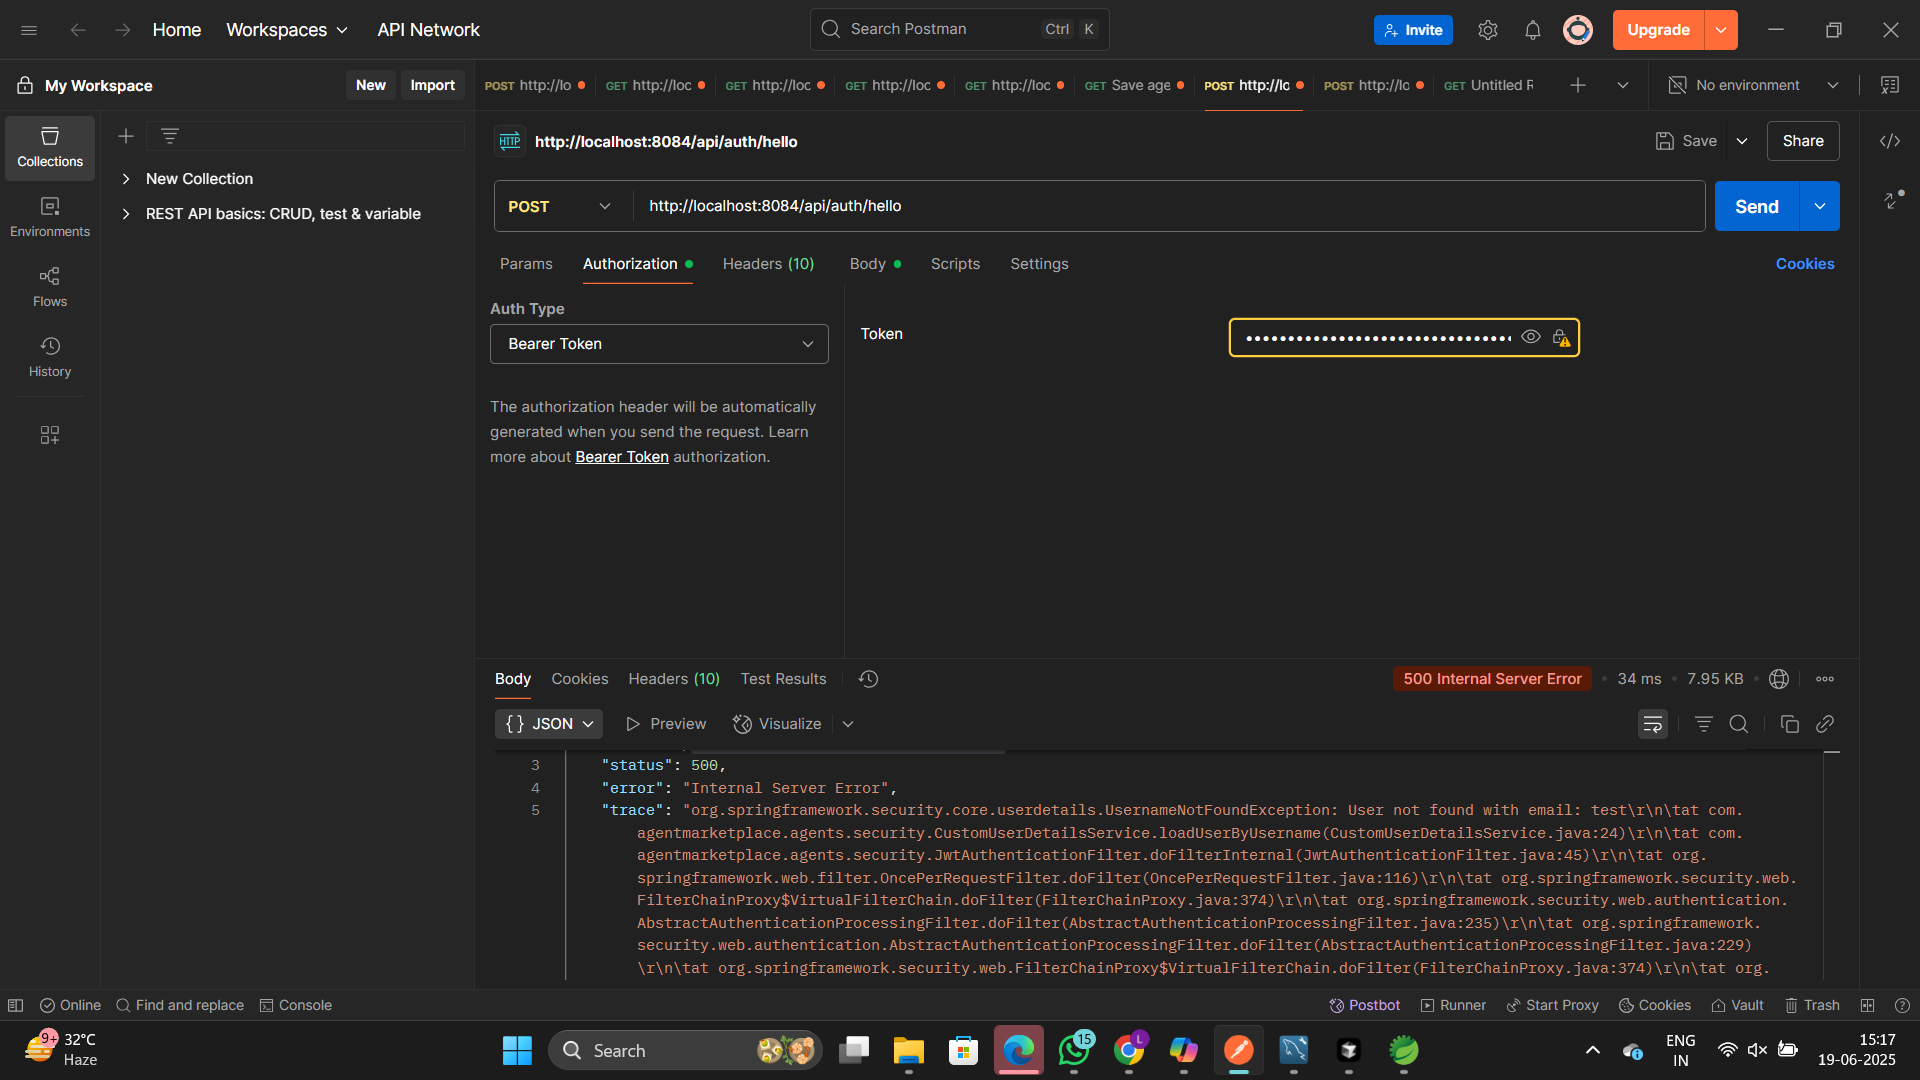 Home
Workspaces
API Network
Search Postman
Ctrl K
Invite
Upgrade
My Workspace
New
Import
POST http://lo
GET http://loc
GET http://loc
GET http://loc
GET http://loc
GET Save age
POST http://lo
POST http://lo
GET Untitled R
No environment
Collections
Environments
Flows
History
New Collection
REST API basics: CRUD, test & variable
HTTP
http://localhost:8084/api/auth/hello
Save
Share
POST
http://localhost:8084/api/auth/hello
Send
Params
Authorization
Headers (10)
Body
Scripts
Settings
Cookies
Auth Type
Bearer Token
The authorization header will be automatically
generated when you send the request. Learn
more about Bearer Token authorization.
Token
Body
Cookies
Headers (10)
Test Results
500 Internal Server Error
34 ms
7.95 KB
{} JSON
Preview
Visualize
3 "status": 500,
4 "error": "Internal Server Error",
5 "trace": "org.springframework.security.core.userdetails.UsernameNotFoundException: User not found with email: test\r\n\tat com.
agentmarketplace.agents.security.CustomUserDetailsService.loadUserByUsername(CustomUserDetailsService.java:24)\r\n\tat com.
agentmarketplace.agents.security.JwtAuthenticationFilter.doFilterInternal(JwtAuthenticationFilter.java:45)\r\n\tat org.
springframework.web.filter.OncePerRequestFilter.doFilter(OncePerRequestFilter.java:116)\r\n\tat org.springframework.security.web.
FilterChainProxy$VirtualFilterChain.doFilter(FilterChainProxy.java:374)\r\n\tat org.springframework.security.web.authentication.
AbstractAuthenticationProcessingFilter.doFilter(AbstractAuthenticationProcessingFilter.java:235)\r\n\tat org.springframework.
security.web.authentication.AbstractAuthenticationProcessingFilter.doFilter(AbstractAuthenticationProcessingFilter.java:229)
\r\n\tat org.springframework.security.web.FilterChainProxy$VirtualFilterChain.doFilter(FilterChainProxy.java:374)\r\n\tat org.
Online
Find and replace
Console
Postbot
Runner
Start Proxy
Cookies
Vault
Trash
9+
32°C
Haze
Search
15
L
ENG
IN
15:17
19-06-2025